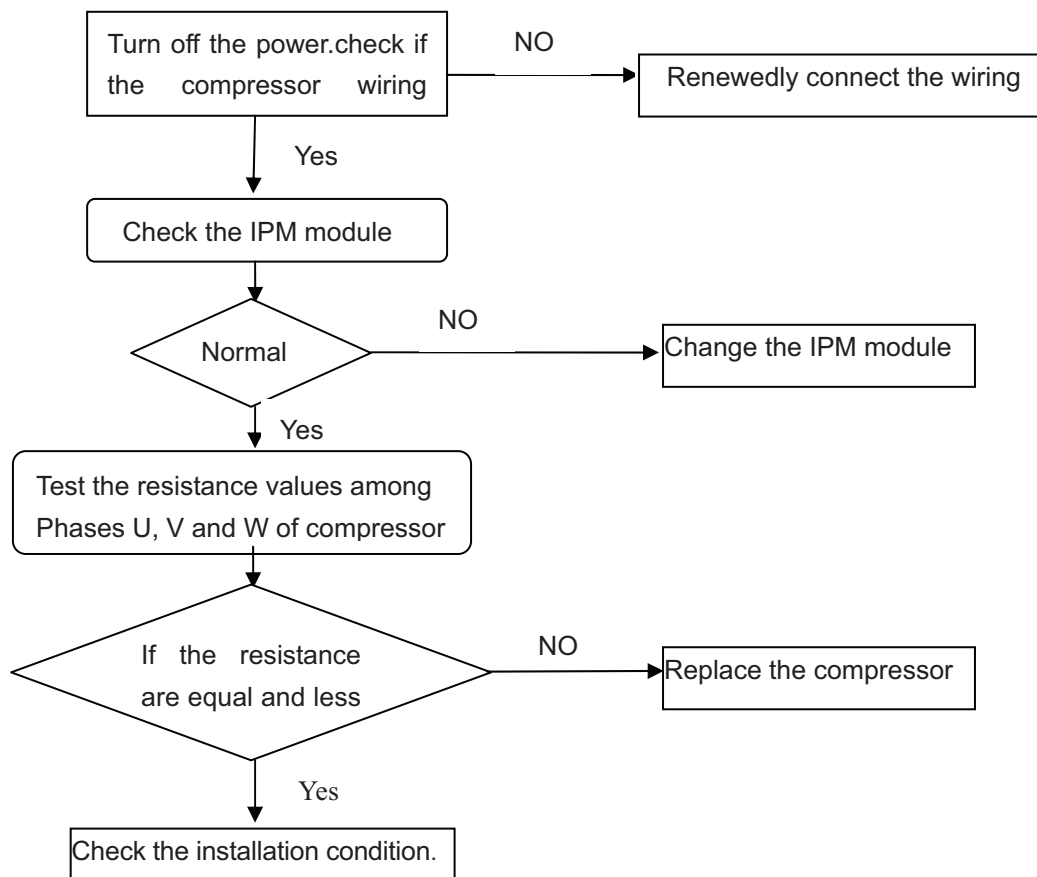 Turn off the power.check if
the compressor wiring
NO
Renewedly connect the wiring
Yes
Check the IPM module
Normal
NO
Change the IPM module
Yes
Test the resistance values among
Phases U, V and W of compressor
If the resistance
are equal and less
NO
Replace the compressor
Yes
Check the installation condition.